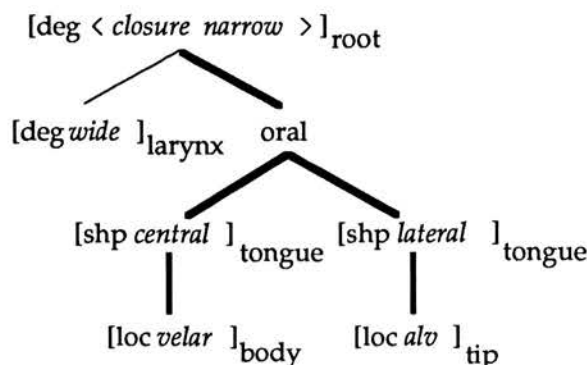 [deg < closure narrow >]root
[deg wide ]larynx oral
[shp central ]tongue [shp lateral ]tongue
[loc velar ]body [loc alv ]tip